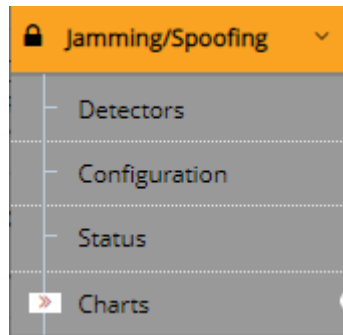 Jamming/Spoofing
Detectors
Configuration
Status
Charts